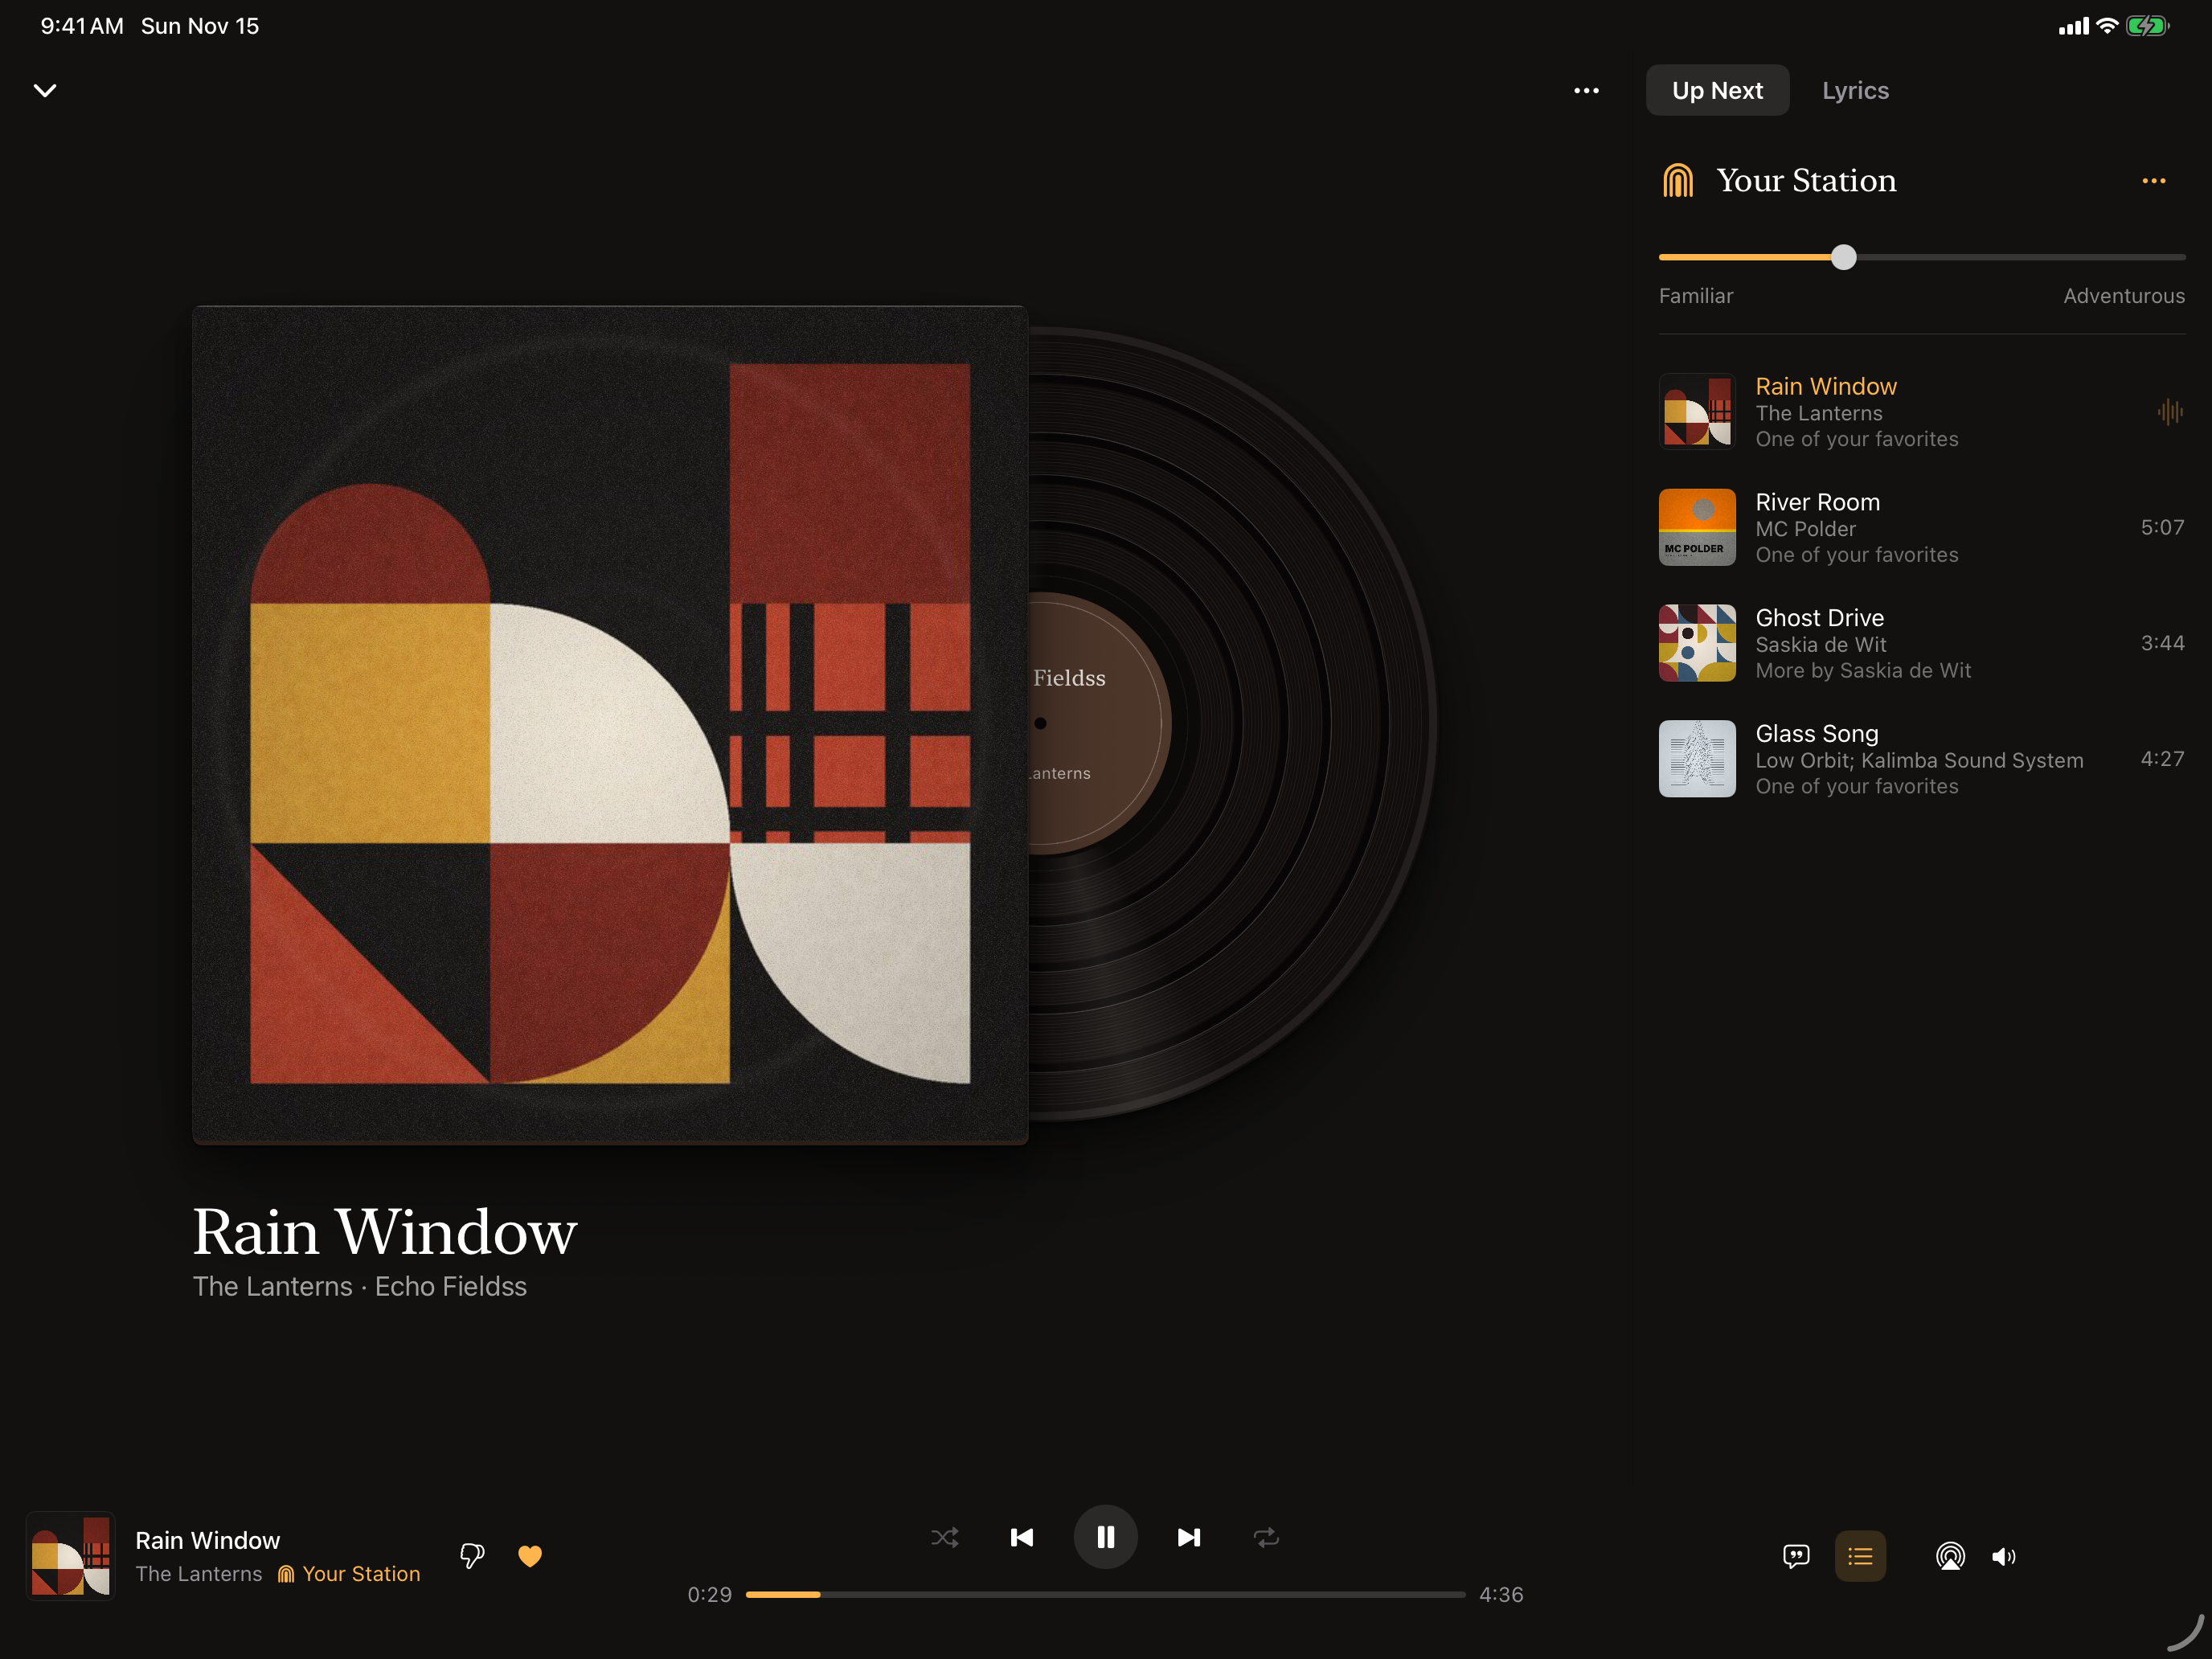 9:41 AM Sun Nov 15
Up Next
Lyrics
Your Station
Familiar
Adventurous
Rain Window
The Lanterns
One of your favorites
River Room
MC Polder
One of your favorites
5:07
MC POLDER
Ghost Drive
Saskia de Wit
More by Saskia de Wit
3:44
Glass Song
Low Orbit; Kalimba Sound System
One of your favorites
4:27
Fieldss
Lanterns
Rain Window
The Lanterns · Echo Fieldss
Rain Window
The Lanterns Your Station
0:29
4:36